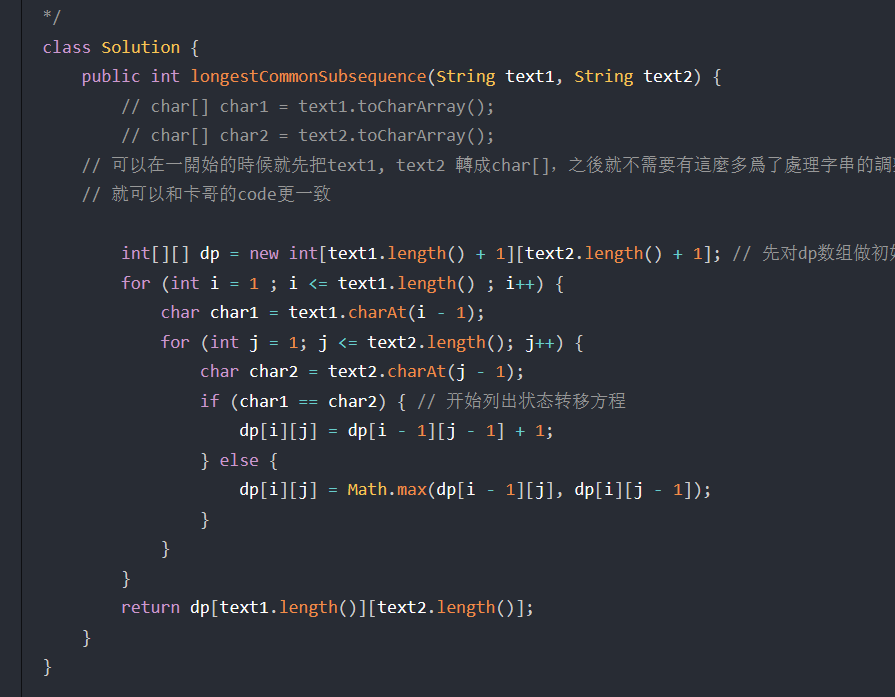 */
class Solution {
    public int longestCommonSubsequence(String text1, String text2) {
        // char[] char1 = text1.toCharArray();
        // char[] char2 = text2.toCharArray();
    // 可以在一開始的時候就先把text1, text2 轉成char[]，之後就不需要有這麼多爲了處理字串的調
    // 就可以和卡哥的code更一致
        int[][] dp = new int[text1.length() + 1][text2.length() + 1]; // 先对dp数组做初
        for (int i = 1 ; i <= text1.length() ; i++) {
            char char1 = text1.charAt(i - 1);
            for (int j = 1; j <= text2.length(); j++) {
                char char2 = text2.charAt(j - 1);
                if (char1 == char2) { // 开始列出状态转移方程
                    dp[i][j] = dp[i - 1][j - 1] + 1;
                } else {
                    dp[i][j] = Math.max(dp[i - 1][j], dp[i][j - 1]);
                }
            }
        }
        return dp[text1.length()][text2.length()];
    }
}